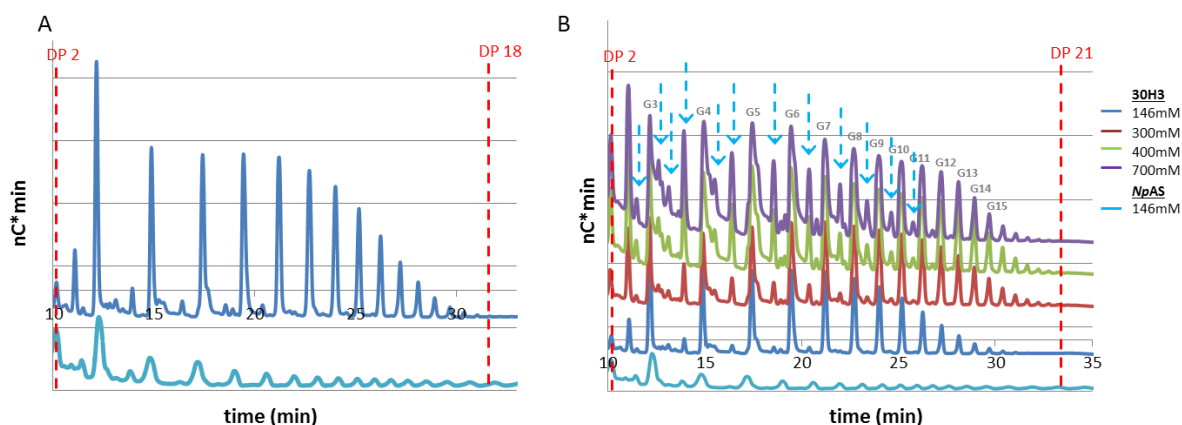 A
DP 2
DP 18
nC*min
10
15
20
25
30
time (min)
B
DP 2
DP 21
G3
G4
G5
G6
G7
G8
G9
G10
G11
G12
G13
G14
G15
nC*min
10
15
20
25
30
35
time (min)
30H3
146mM
300mM
400mM
700mM
NpAS
146mM